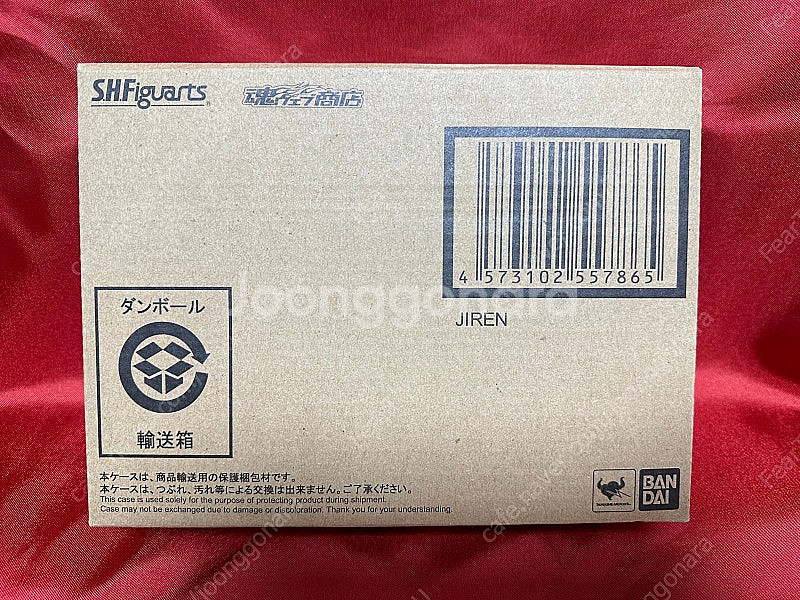 S.H.Figuarts
魂ウェブ商店
4 573102 557865
JIREN
ダンボール
輸送箱
本ケースは、商品輸送用の保護梱包材です。
本ケースは、つぶれ、汚れ等による交換は出来ません。ご了承ください。
This case is used solely for the purpose of protecting product during shipment.
Case may not be exchanged due to damage or discoloration. Thank you for your understanding.
BAN
DAI
Joonggonara